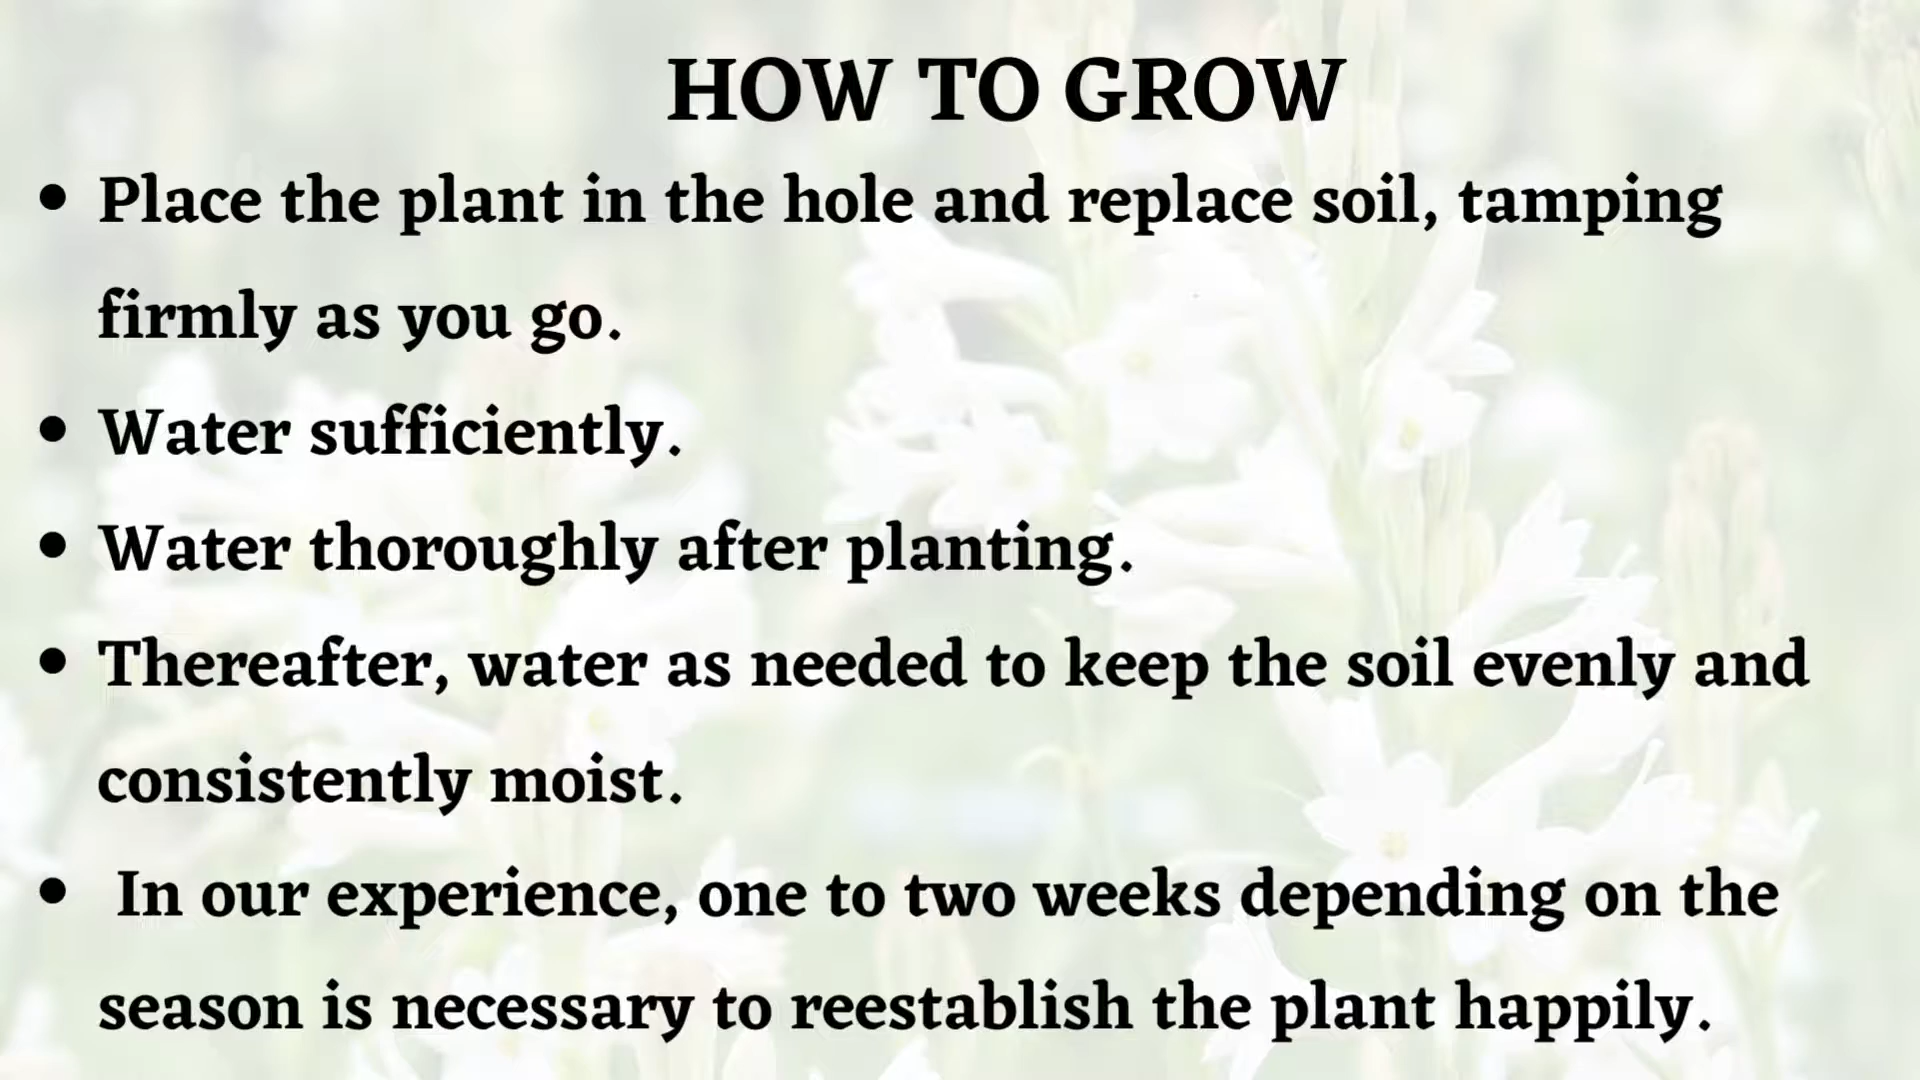 HOW TO GROW
• Place the plant in the hole and replace soil, tamping
firmly as you go.
• Water sufficiently.
• Water thoroughly after planting.
• Thereafter, water as needed to keep the soil evenly and
consistently moist.
• In our experience, one to two weeks depending on the
season is necessary to reestablish the plant happily.